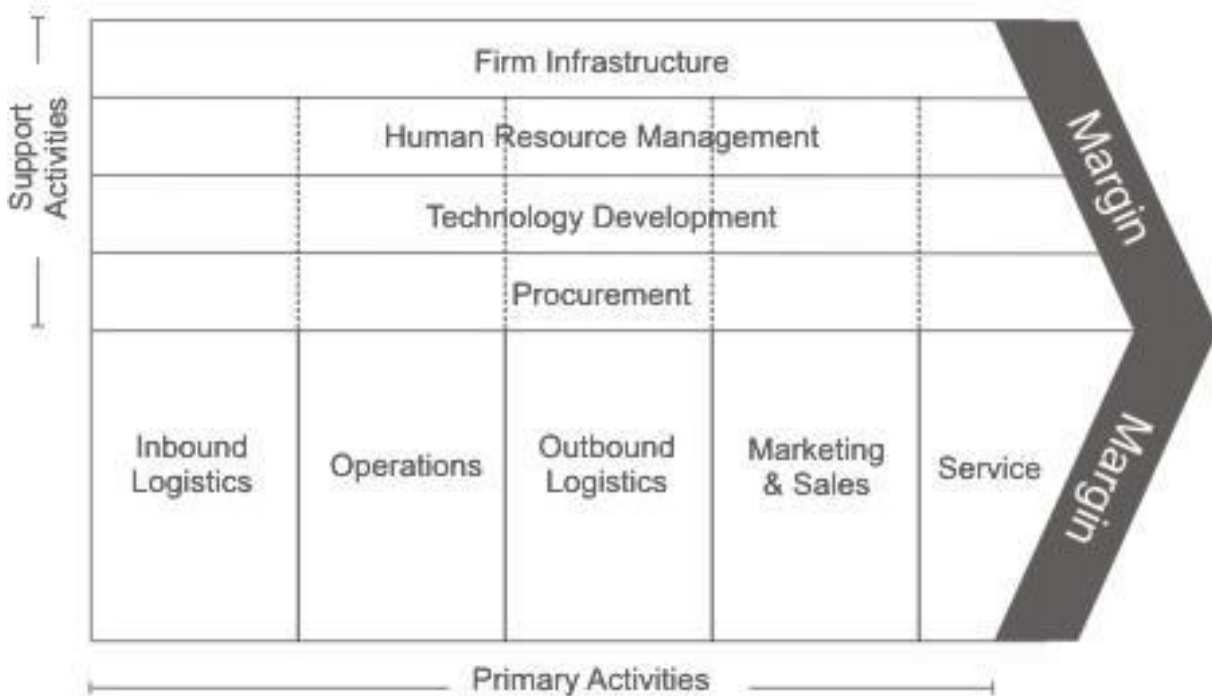 Support
Activities
Firm Infrastructure
Human Resource Management
Technology Development
Procurement
Inbound
Logistics
Operations
Outbound
Logistics
Marketing
& Sales
Service
Margin
Margin
Primary Activities